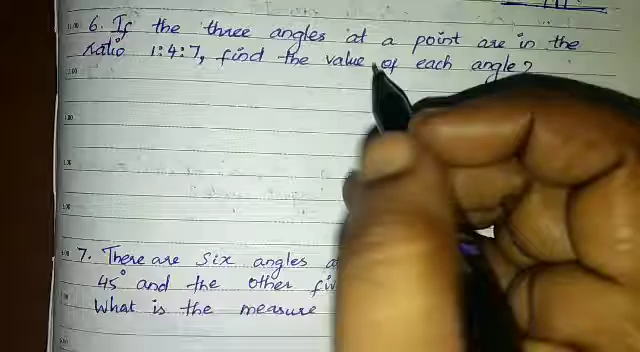 6. If the three angles at a point are in the
ratio 1:4:7, find the value of each angle?
7. There are six angles
45° and the other
What is the measure